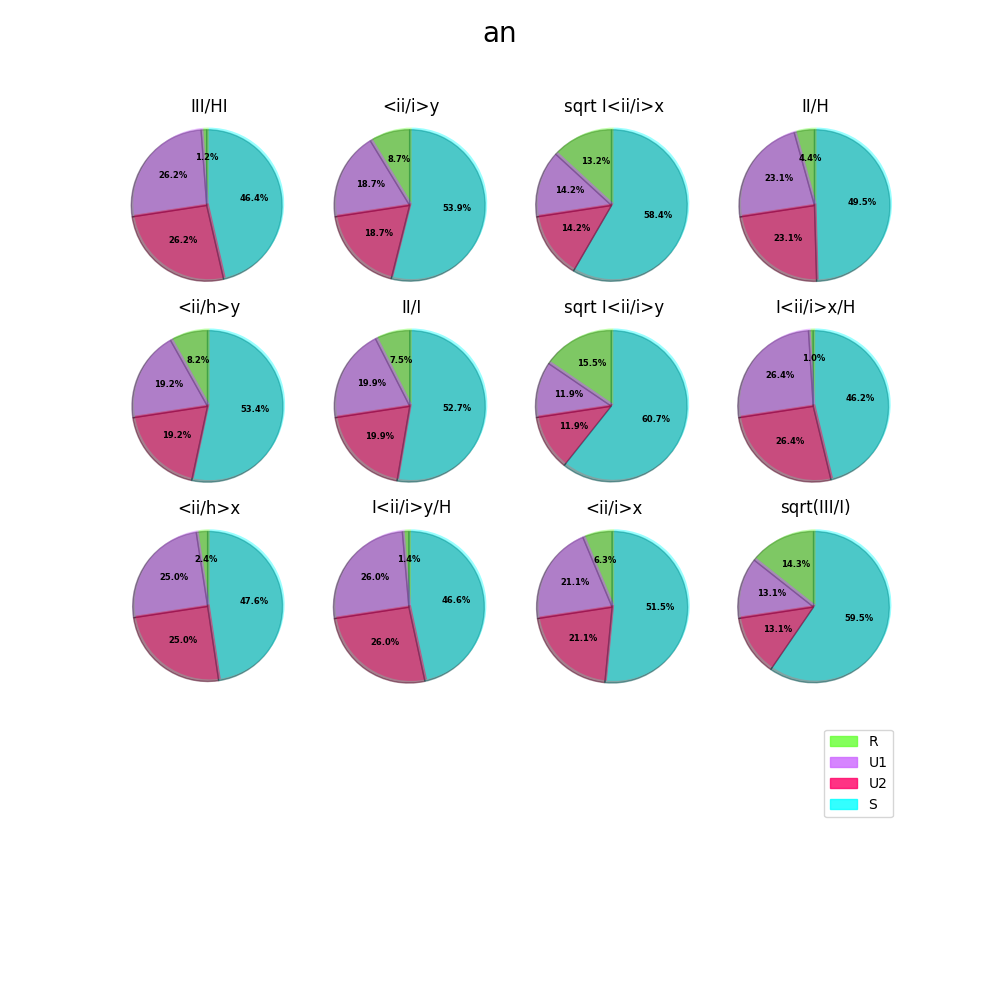 an
III/HI
<ii/i>y
sqrt I<ii/i>x
II/H
1.2%
26.2%
26.2%
46.4%
8.7%
18.7%
18.7%
53.9%
13.2%
14.2%
14.2%
58.4%
4.4%
23.1%
23.1%
49.5%
<ii/h>y
II/I
sqrt I<ii/i>y
I<ii/i>x/H
8.2%
19.2%
19.2%
53.4%
7.5%
19.9%
19.9%
52.7%
15.5%
11.9%
11.9%
60.7%
1.0%
26.4%
26.4%
46.2%
<ii/h>x
I<ii/i>y/H
<ii/i>x
sqrt(III/I)
2.4%
25.0%
25.0%
47.6%
1.4%
26.0%
26.0%
46.6%
6.3%
21.1%
21.1%
51.5%
14.3%
13.1%
13.1%
59.5%
R
U1
U2
S